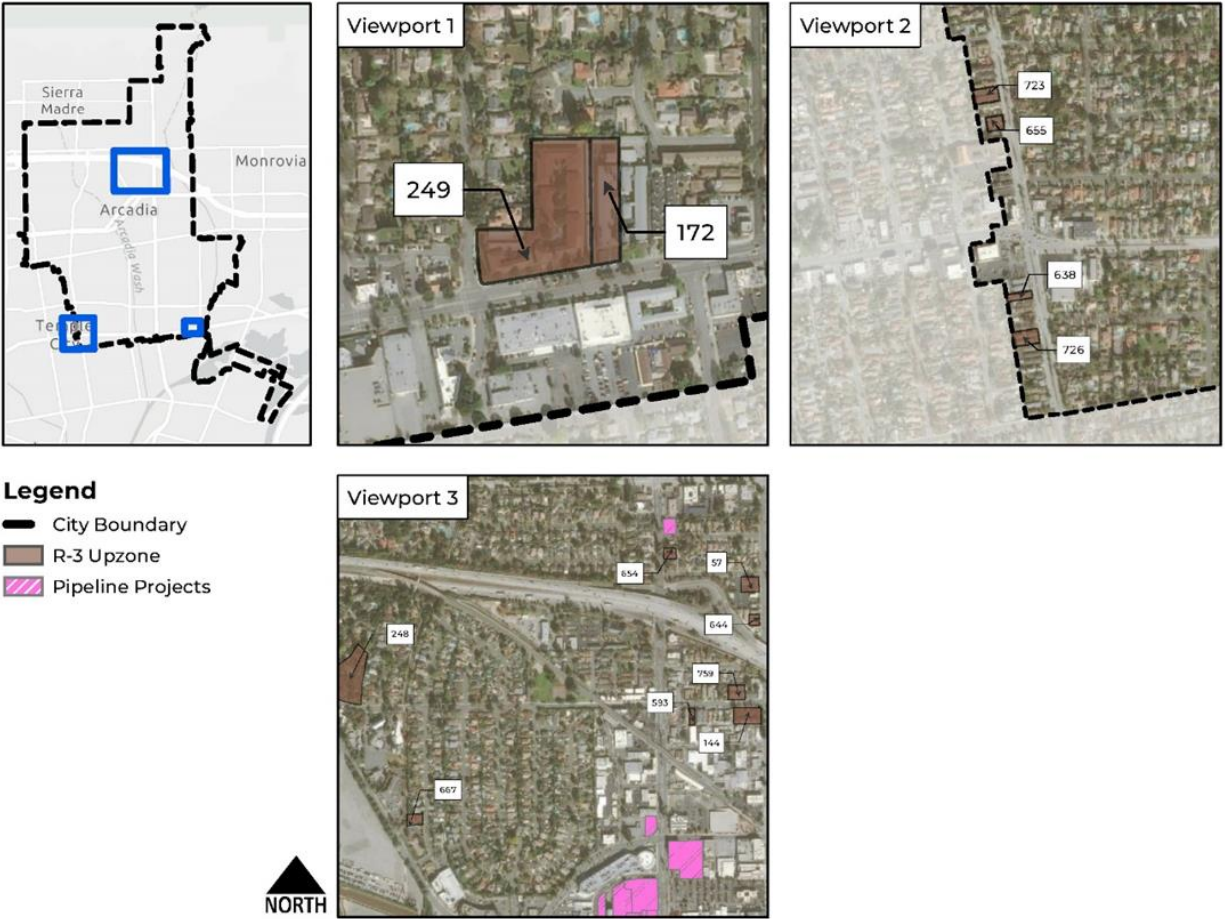 Sierra
Madre
Monrovia
Arcadia
Arcadia Wash
Viewport 1
249
172
Viewport 2
723
655
638
726
Legend
City Boundary
R-3 Upzone
Pipeline Projects
Viewport 3
654
57
644
248
759
593
144
667
NORTH